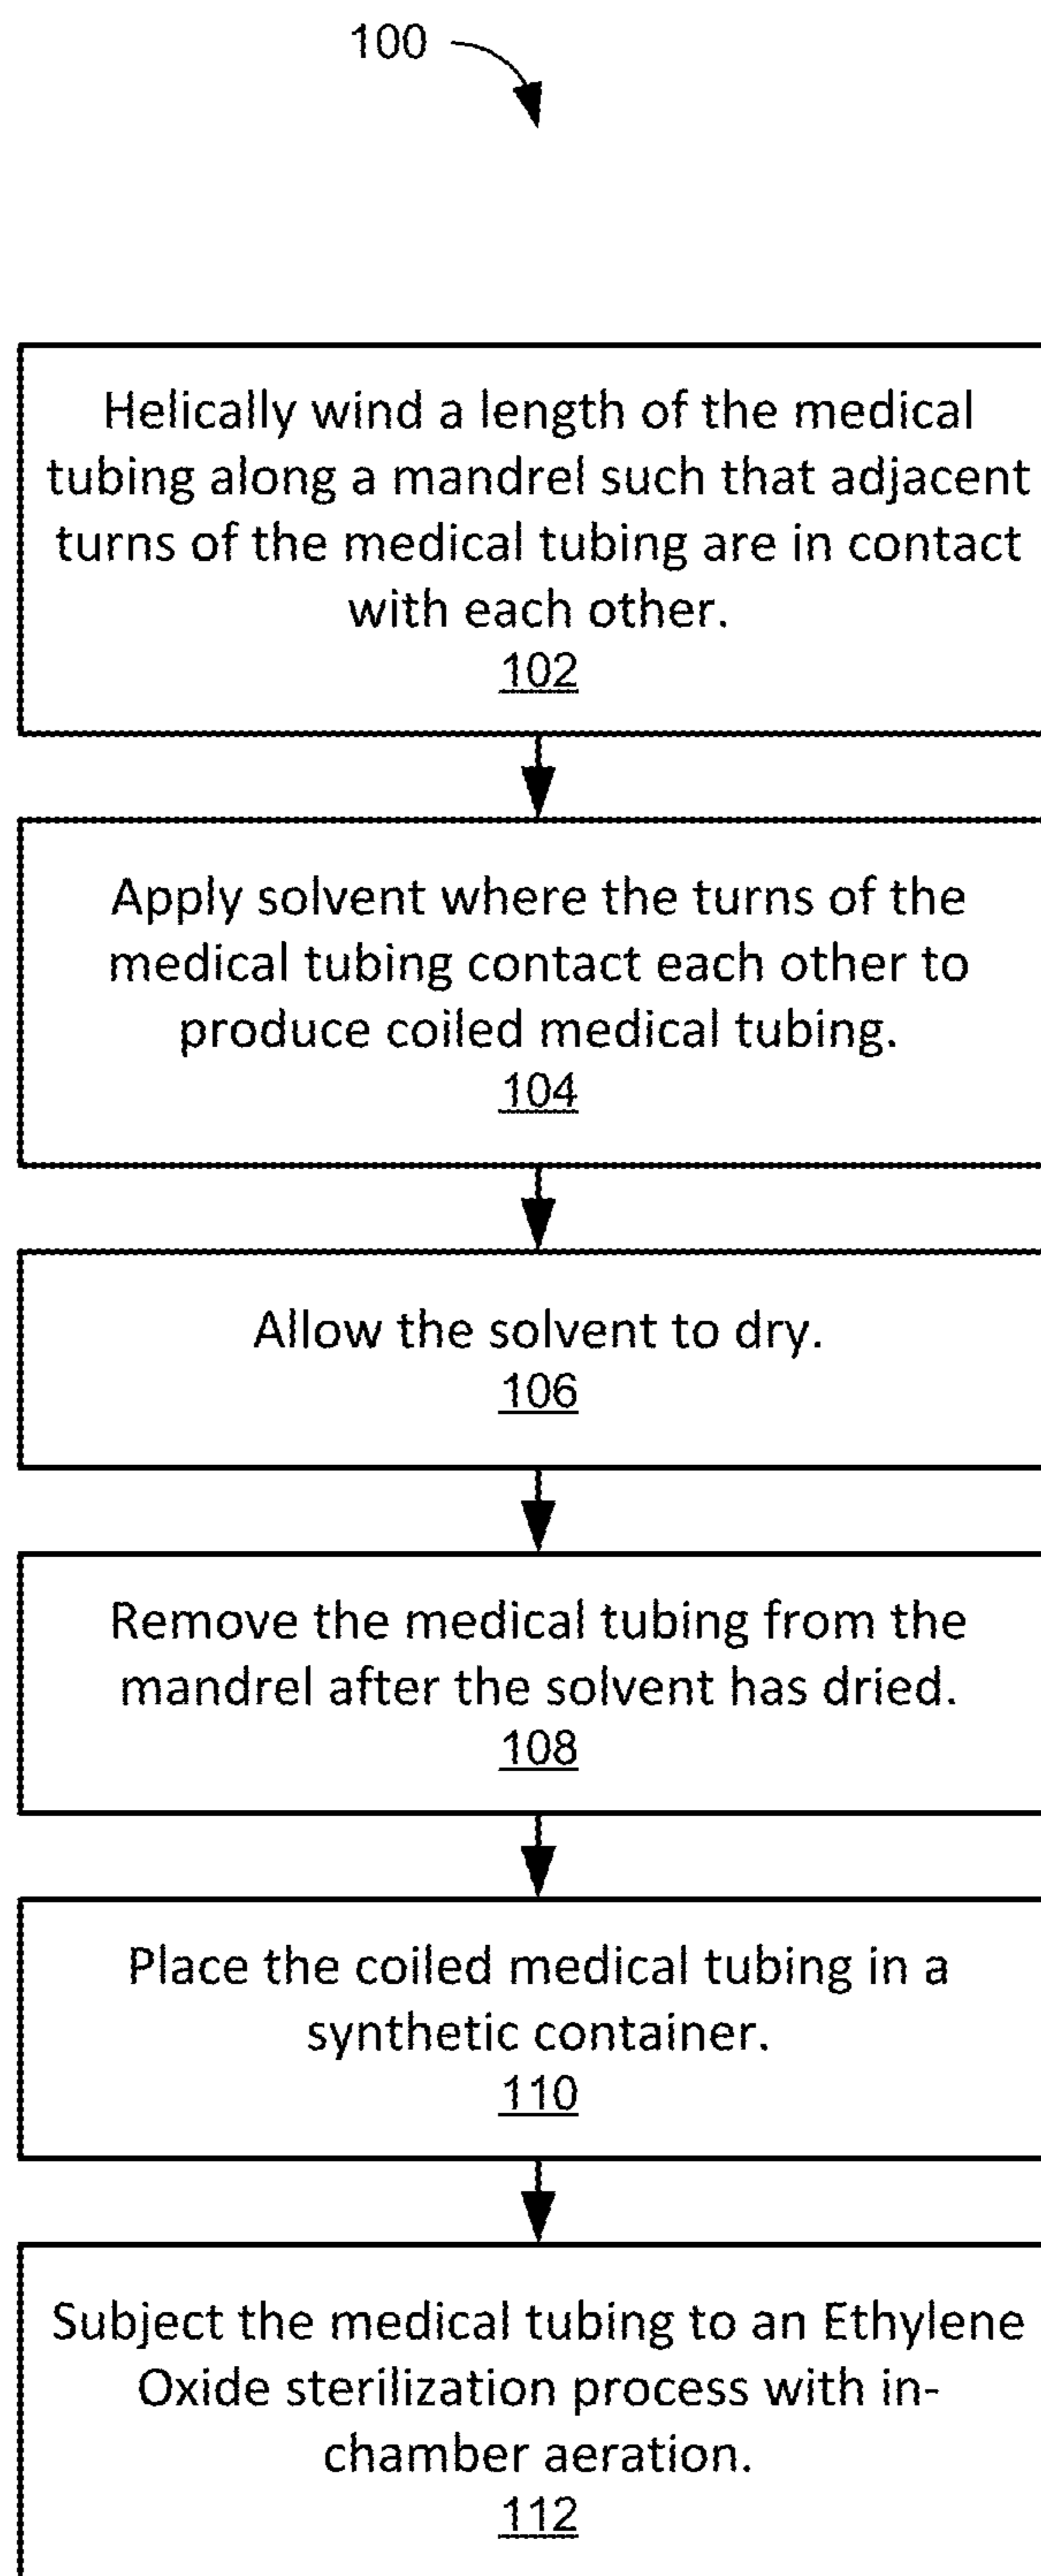 100
Helically wind a length of the medical
tubing along a mandrel such that adjacent
turns of the medical tubing are in contact
with each other.
102
Apply solvent where the turns of the
medical tubing contact each other to
produce coiled medical tubing.
104
Allow the solvent to dry.
106
Remove the medical tubing from the
mandrel after the solvent has dried.
108
Place the coiled medical tubing in a
synthetic container.
110
Subject the medical tubing to an Ethylene
Oxide sterilization process with in-
chamber aeration.
112